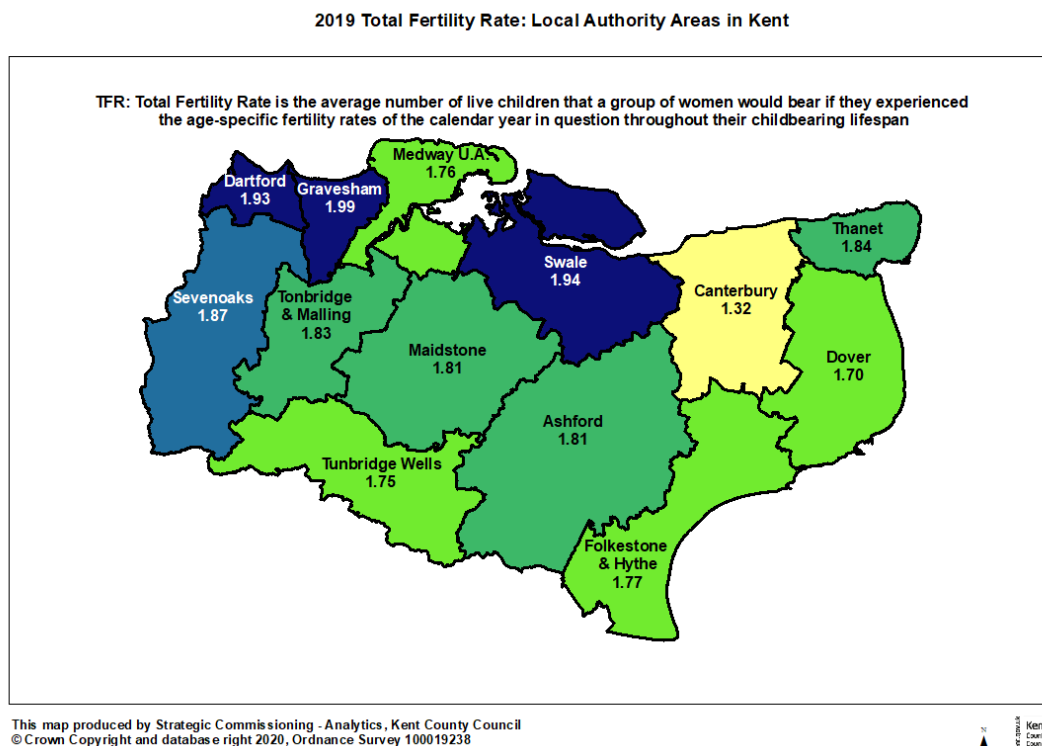 2019 Total Fertility Rate: Local Authority Areas in Kent
TFR: Total Fertility Rate is the average number of live children that a group of women would bear if they experienced
the age-specific fertility rates of the calendar year in question throughout their childbearing lifespan
Medway U.A.
1.76
Dartford
1.93
Gravesham
1.99
Thanet
1.84
Swale
1.94
Sevenoaks
1.87
Tonbridge
& Malling
1.83
Canterbury
1.32
Maidstone
1.81
Dover
1.70
Ashford
1.81
Tunbridge Wells
1.75
Folkestone
& Hythe
1.77
This map produced by Strategic Commissioning - Analytics, Kent County Council
© Crown Copyright and database right 2020, Ordnance Survey 100019238
N